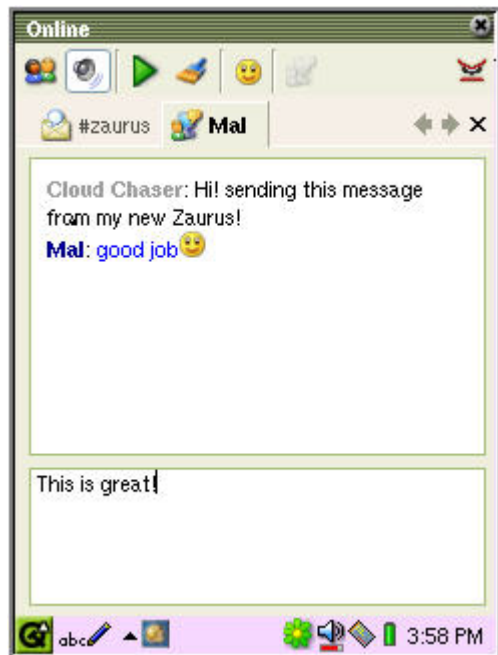 Online
#zaurus Mal
Cloud Chaser: Hi! sending this message
from my new Zaurus!
Mal: good job
This is great!
abc 3:58 PM